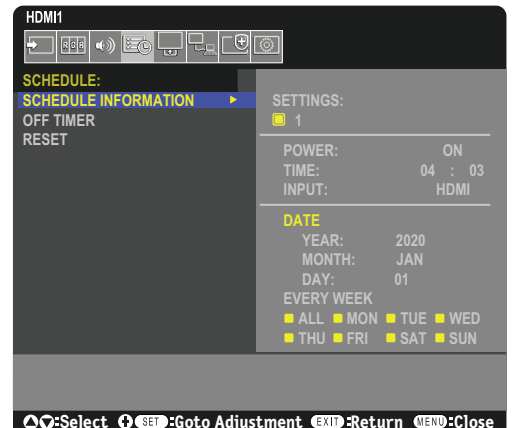 HDMI1
RGB
SCHEDULE:
SCHEDULE INFORMATION
OFF TIMER
RESET
SETTINGS:
1
POWER: ON
TIME: 04 : 03
INPUT: HDMI
DATE
YEAR: 2020
MONTH: JAN
DAY: 01
EVERY WEEK
ALL MON TUE WED
THU FRI SAT SUN
:Select SET:Goto Adjustment EXIT:Return MENU:Close